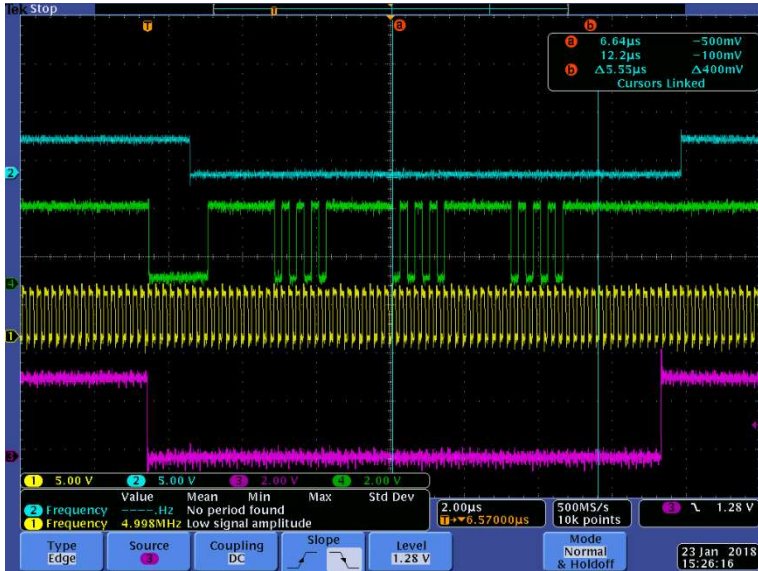 Tek Stop
T
T
a
b
a 6.64µs −500mV
12.2µs −100mV
b Δ5.55µs Δ400mV
Cursors Linked
2
4
1
3
1 5.00 V 2 5.00 V 3 2.00 V 4 2.00 V
Value Mean Min Max Std Dev
2 Frequency ----.Hz No period found
1 Frequency 4.998MHz Low signal amplitude
2.00µs
T→▼6.57000µs
500MS/s
10k points
3 1.28 V
Type
Edge
Source
3
Coupling
DC
Slope
Level
1.28 V
Mode
Normal
& Holdoff
23 Jan 2018
15:26:16